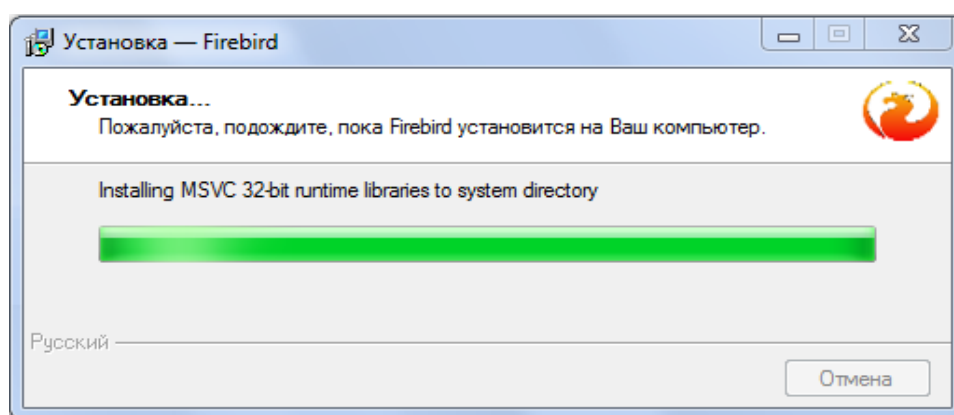 Установка — Firebird
Установка...
Пожалуйста, подождите, пока Firebird установится на Ваш компьютер.
Installing MSVC 32-bit runtime libraries to system directory
Русский
Отмена